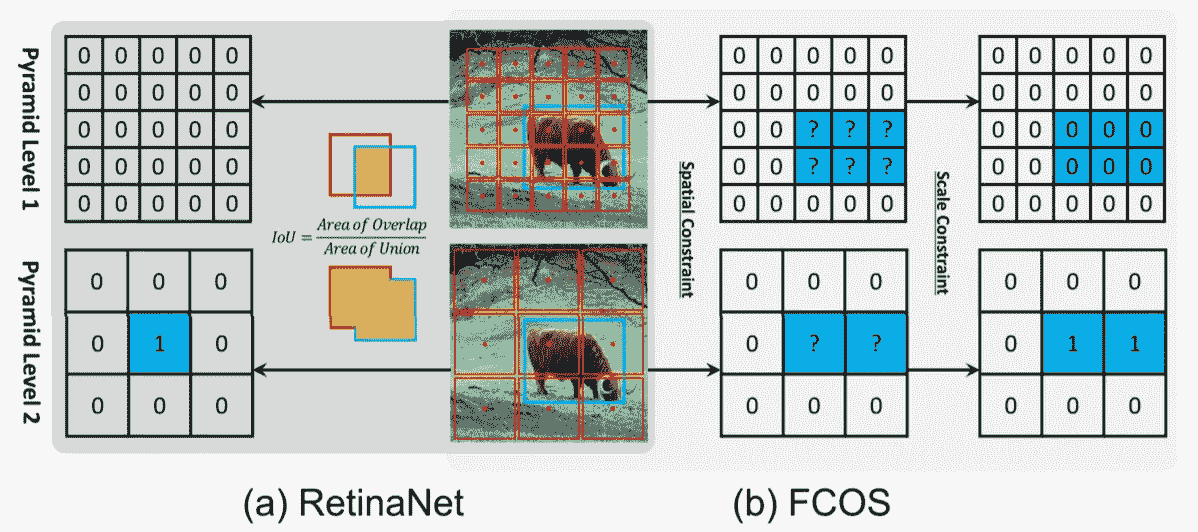 Pyramid Level 1
0 0 0 0 0
0 0 0 0 0
0 0 0 0 0
0 0 0 0 0
0 0 0 0 0
IoU = Area of Overlap
Area of Union
Pyramid Level 2
0 0 0
0 1 0
0 0 0
0 0 0 0 0
0 0 0 0 0
0 0 ? ? ?
0 0 ? ? ?
0 0 0 0 0
Spatial Constraint
0 0 0
0 ? ?
0 0 0
0 0 0 0 0
0 0 0 0 0
0 0 0 0 0
0 0 0 0 0
0 0 0 0 0
Scale Constraint
0 0 0
0 1 1
0 0 0
(a) RetinaNet
(b) FCOS